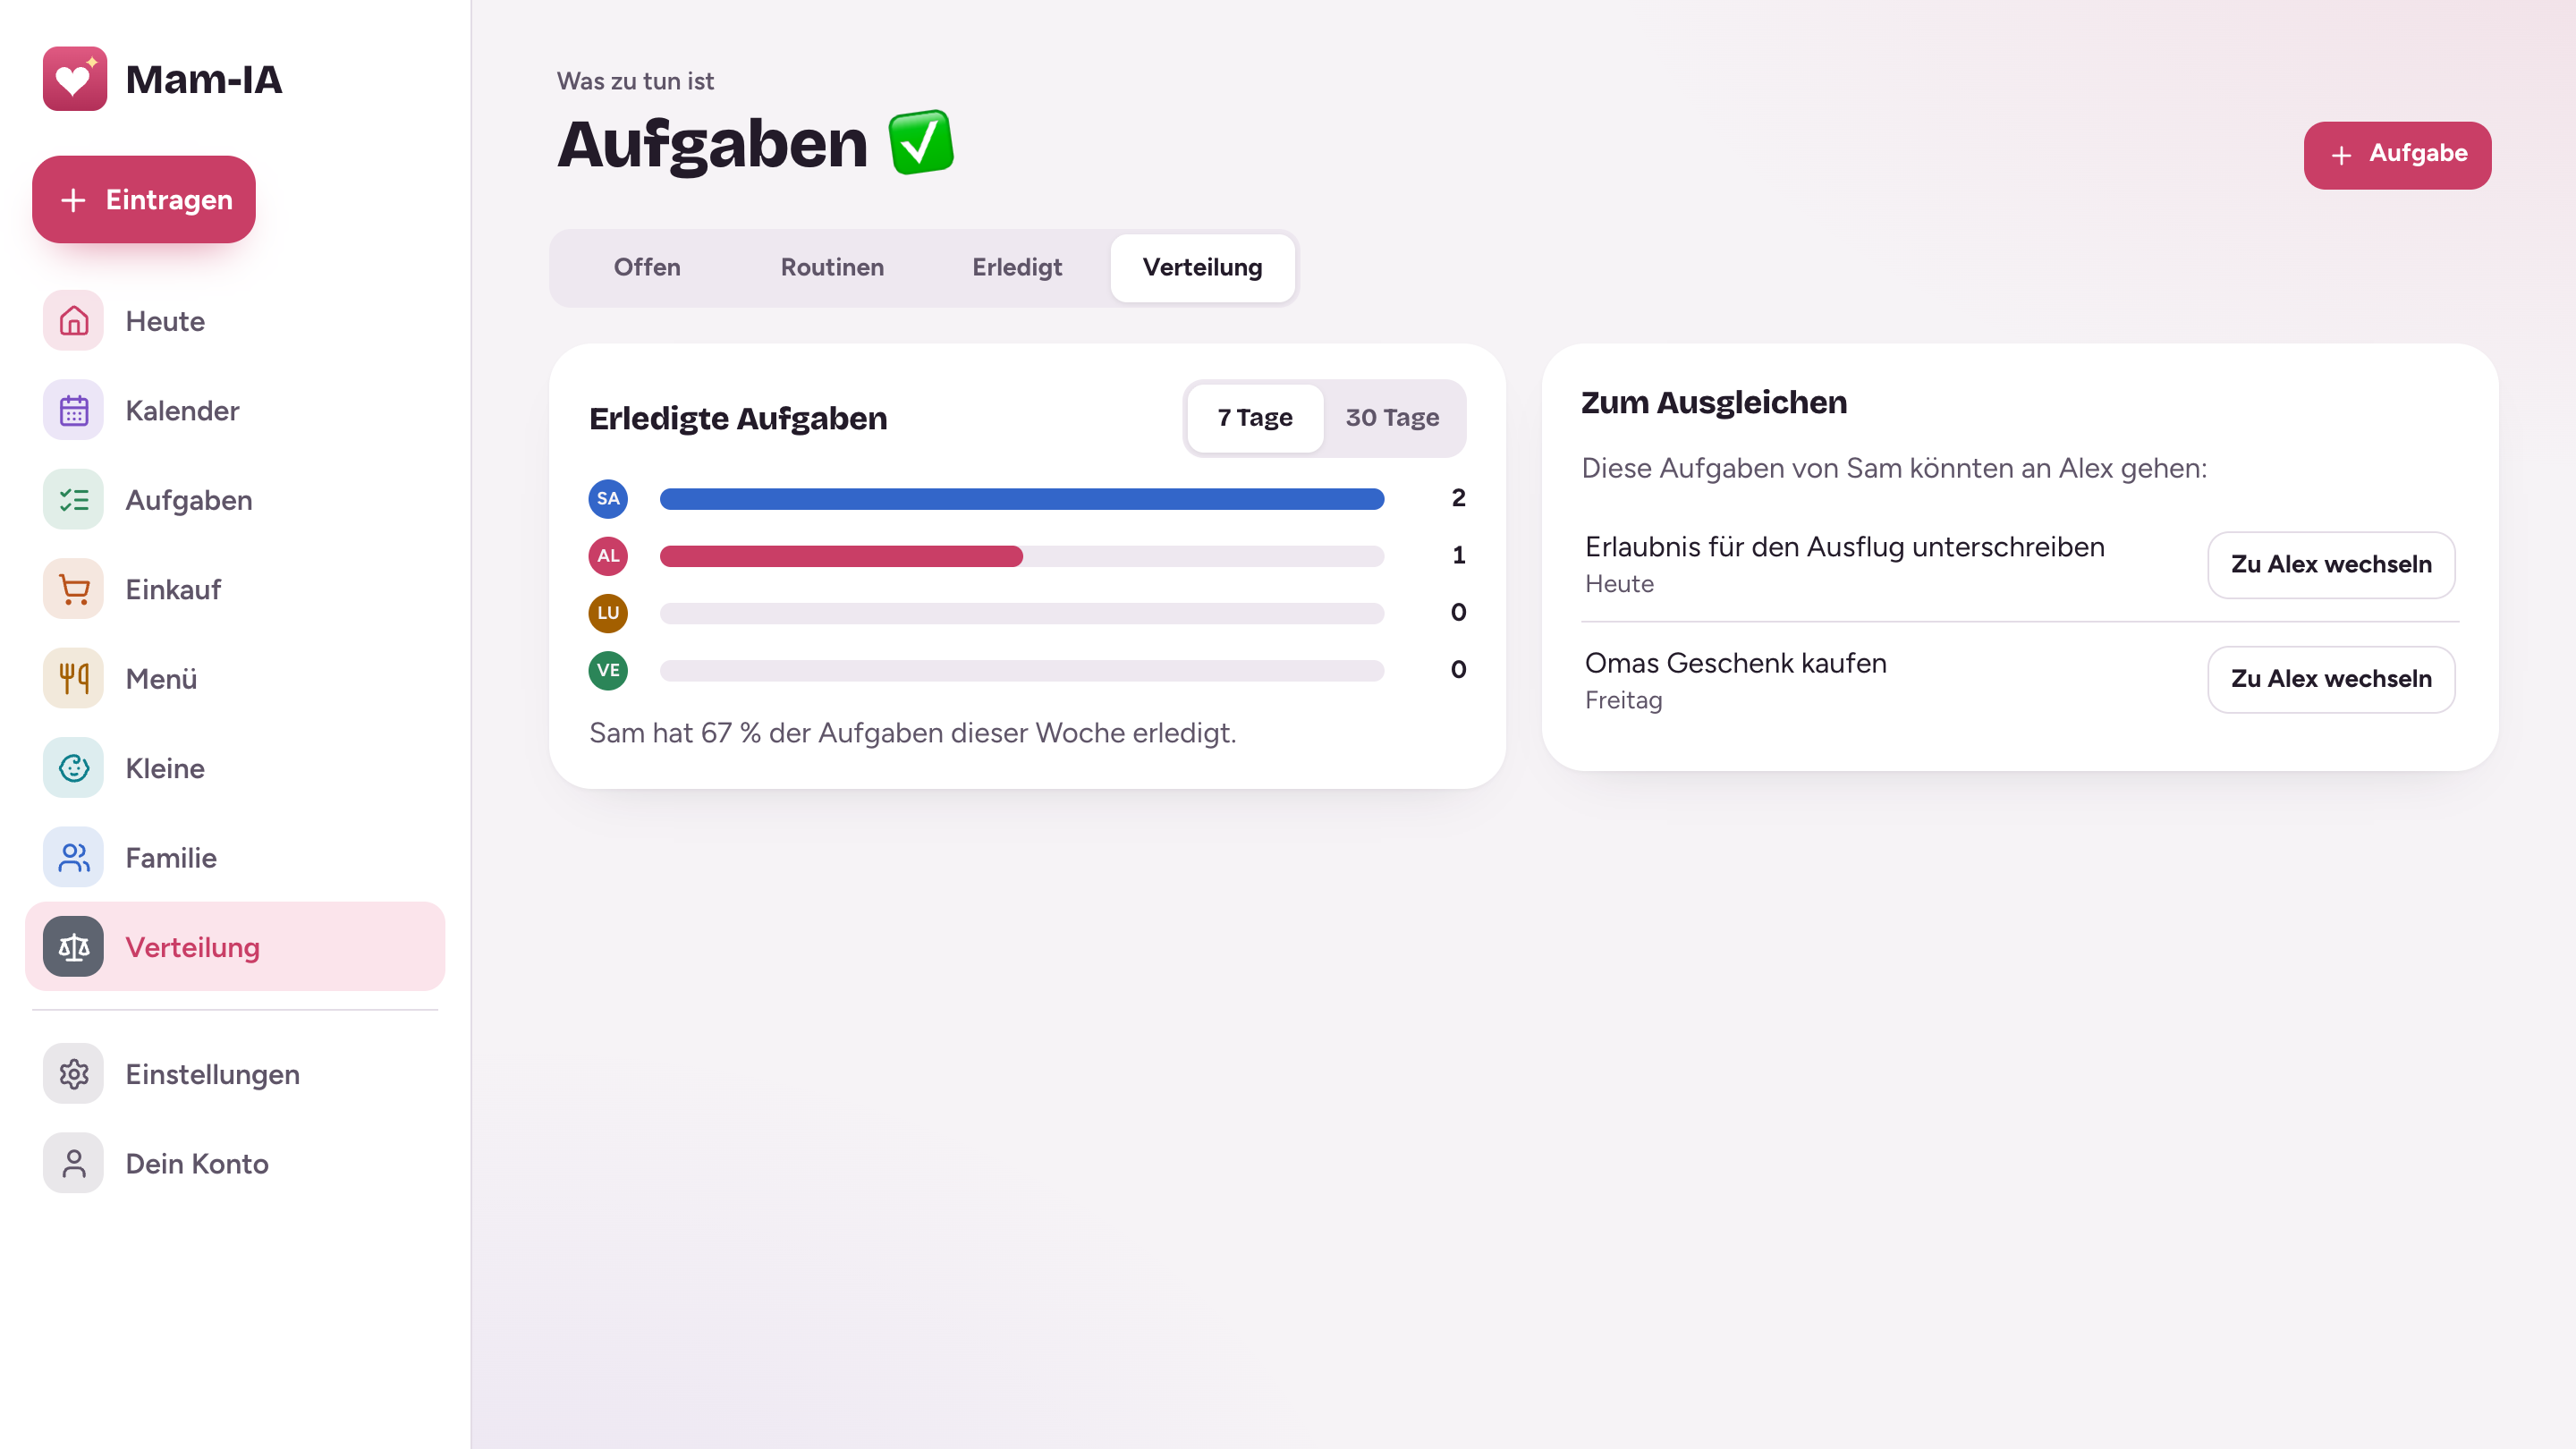 Mam-IA
Eintragen
Heute
Kalender
Aufgaben
Einkauf
Menü
Kleine
Familie
Verteilung
Einstellungen
Dein Konto
Was zu tun ist
Aufgaben
Aufgabe
Offen
Routinen
Erledigt
Verteilung
Erledigte Aufgaben
7 Tage
30 Tage
SA
2
AL
1
LU
0
VE
0
Sam hat 67 % der Aufgaben dieser Woche erledigt.
Zum Ausgleichen
Diese Aufgaben von Sam könnten an Alex gehen:
Erlaubnis für den Ausflug unterschreiben
Heute
Zu Alex wechseln
Omas Geschenk kaufen
Freitag
Zu Alex wechseln